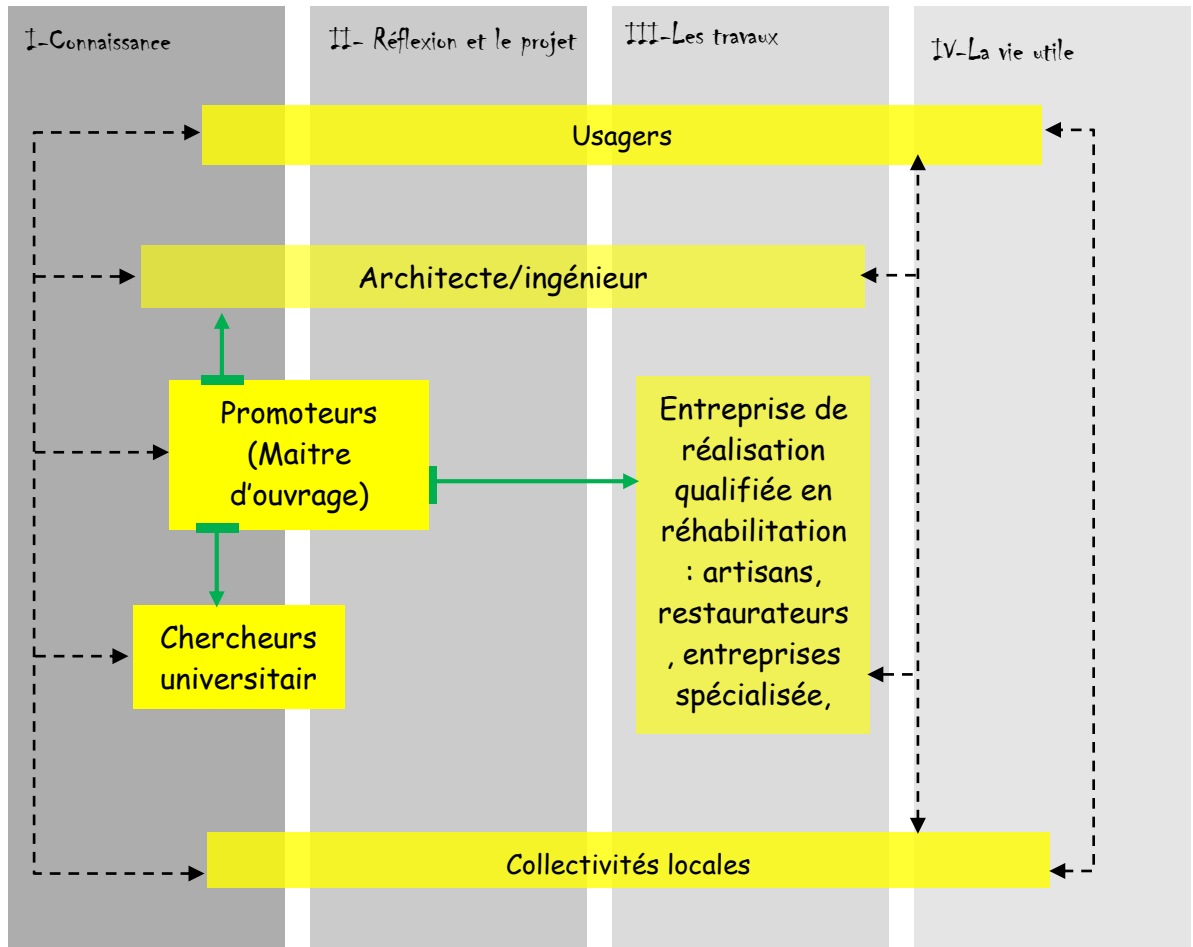 I-Connaissance
II- Réflexion et le projet
III-Les travaux
IV-La vie utile
Usagers
Architecte/ingénieur
Promoteurs
(Maitre
d'ouvrage)
Entreprise de
réalisation
qualifiée en
réhabilitation
: artisans,
restaurateurs
, entreprises
spécialisée,
Chercheurs
universitair
Collectivités locales